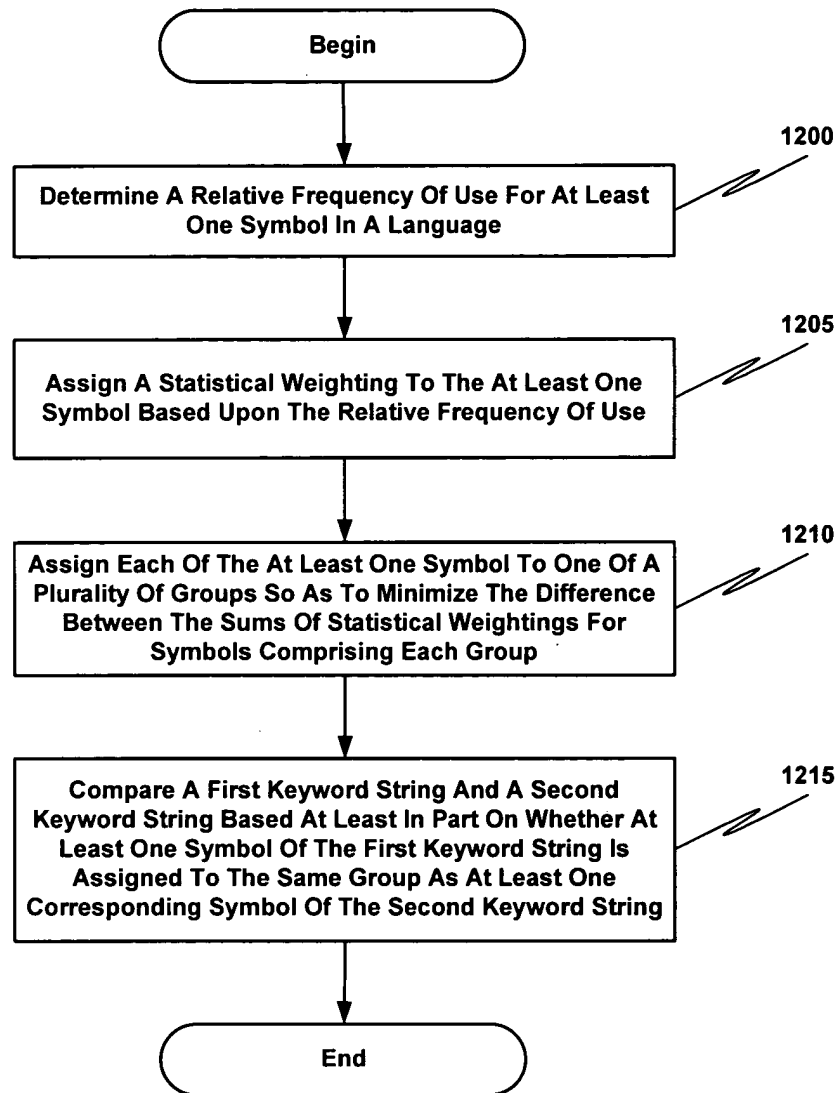 Begin
1200
Determine A Relative Frequency Of Use For At Least
One Symbol In A Language
1205
Assign A Statistical Weighting To The At Least One
Symbol Based Upon The Relative Frequency Of Use
1210
Assign Each Of The At Least One Symbol To One Of A
Plurality Of Groups So As To Minimize The Difference
Between The Sums Of Statistical Weightings For
Symbols Comprising Each Group
1215
Compare A First Keyword String And A Second
Keyword String Based At Least In Part On Whether At
Least One Symbol Of The First Keyword String Is
Assigned To The Same Group As At Least One
Corresponding Symbol Of The Second Keyword String
End